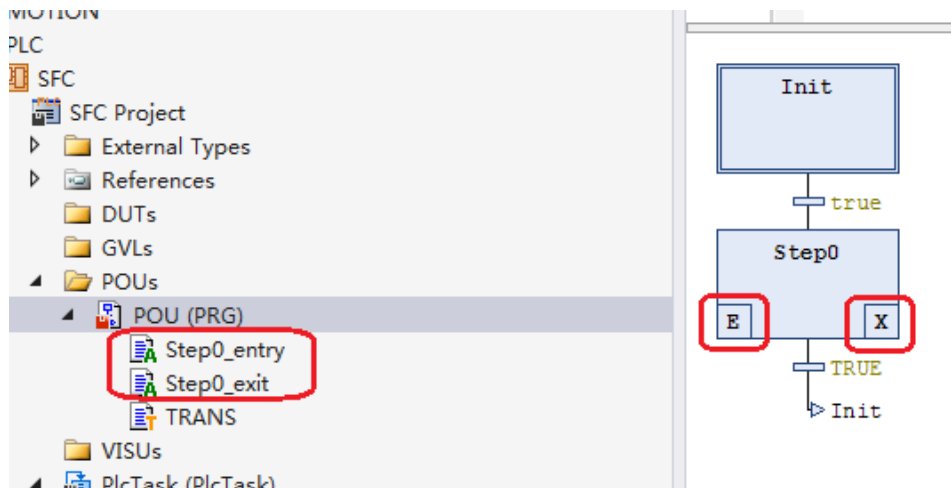 MOTION
PLC
SFC
SFC Project
External Types
References
DUTs
GVLs
POUs
POU (PRG)
Step0_entry
Step0_exit
TRANS
VISUs
PlcTask (PlcTask)
Init
true
Step0
E X
TRUE
Init